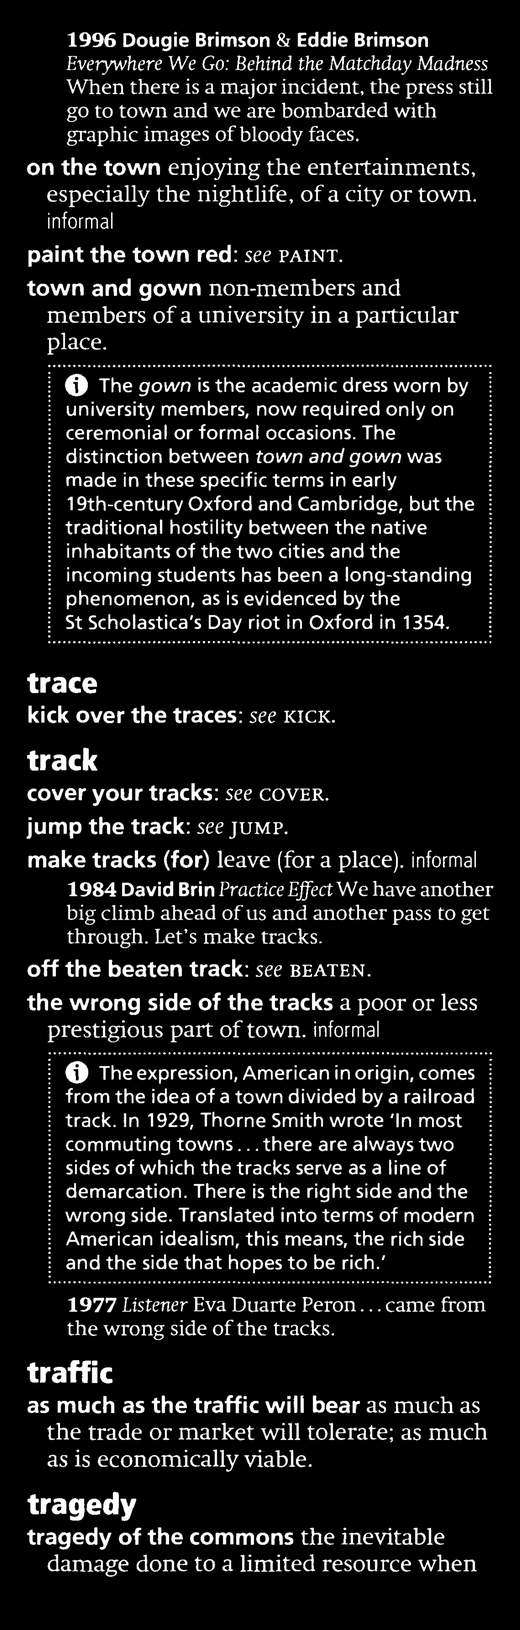 1996 Dougie Brimson & Eddie Brimson
Everywhere We Go: Behind the Matchday Madness
When there is a major incident, the press still
go to town and we are bombarded with
graphic images of bloody faces.
on the town enjoying the entertainments,
especially the nightlife, of a city or town.
informal
paint the town red: see PAINT.
town and gown non-members and
members of a university in a particular
place.
The gown is the academic dress worn by
university members, now required only on
ceremonial or formal occasions. The
distinction between town and gown was
made in these specific terms in early
19th-century Oxford and Cambridge, but the
traditional hostility between the native
inhabitants of the two cities and the
incoming students has been a long-standing
phenomenon, as is evidenced by the
St Scholastica's Day riot in Oxford in 1354.
trace
kick over the traces: see KICK.
track
cover your tracks: see COVER.
jump the track: see JUMP.
make tracks (for) leave (for a place). informal
1984 David Brin Practice Effect We have another
big climb ahead of us and another pass to get
through. Let's make tracks.
off the beaten track: see BEATEN.
the wrong side of the tracks a poor or less
prestigious part of town. informal
The expression, American in origin, comes
from the idea of a town divided by a railroad
track. In 1929, Thorne Smith wrote 'In most
commuting towns...there are always two
sides of which the tracks serve as a line of
demarcation. There is the right side and the
wrong side. Translated into terms of modern
American idealism, this means, the rich side
and the side that hopes to be rich.'
1977 Listener Eva Duarte Peron...came from
the wrong side of the tracks.
traffic
as much as the traffic will bear as much as
the trade or market will tolerate; as much
as is economically viable.
tragedy
tragedy of the commons the inevitable
damage done to a limited resource when